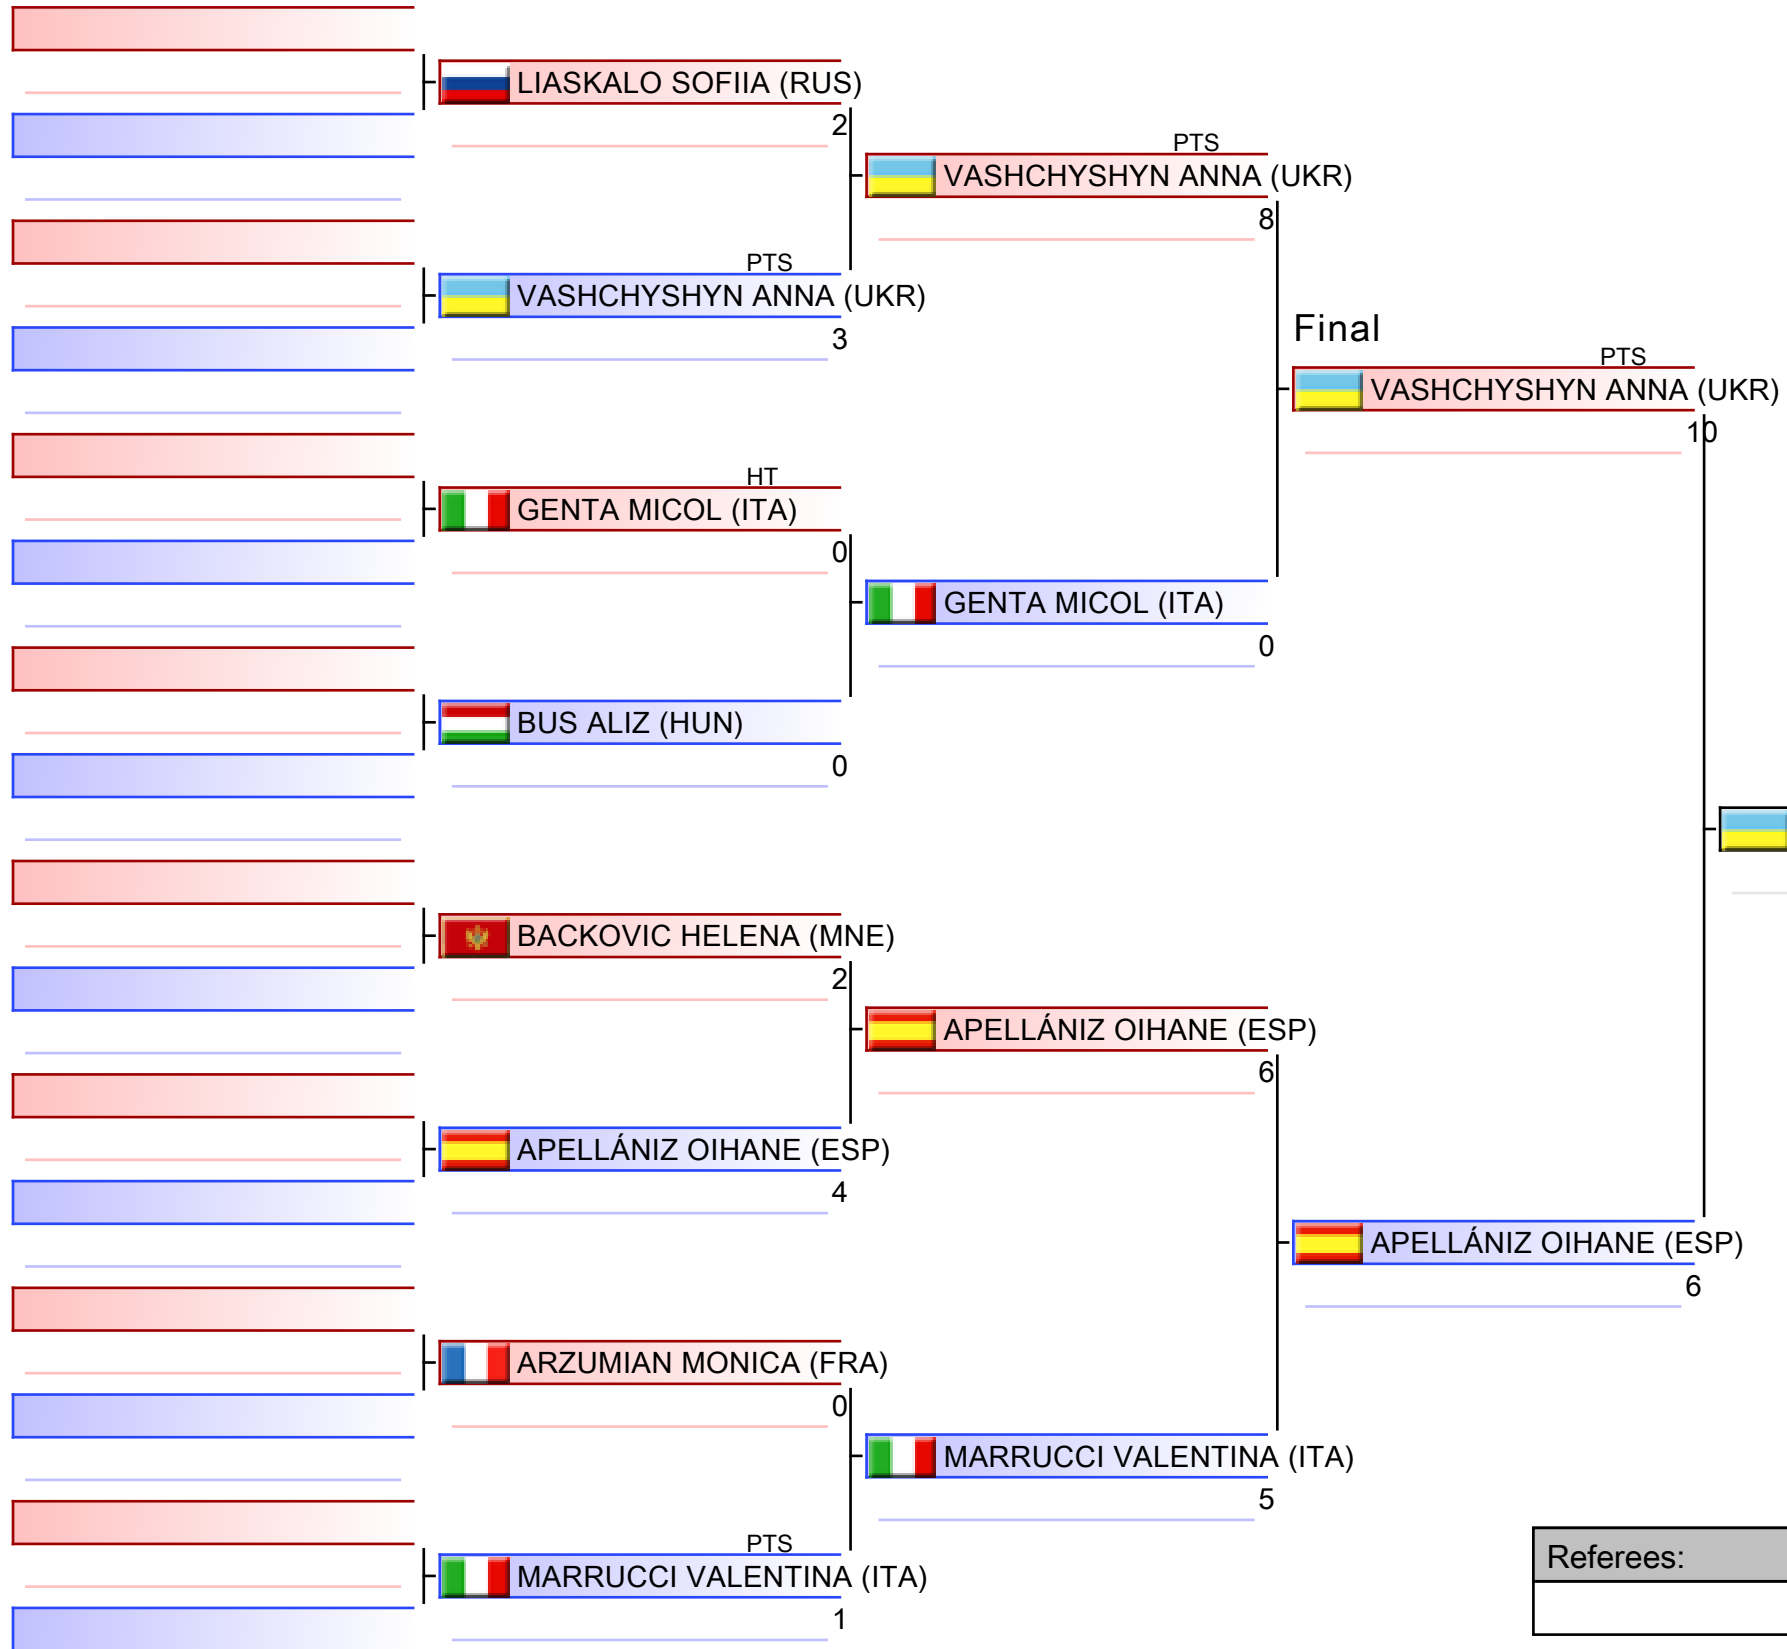 LIASKALO SOFIIA (RUS)
2
PTS
VASHCHYSHYN ANNA (UKR)
8
PTS
VASHCHYSHYN ANNA (UKR)
3
Final
PTS
VASHCHYSHYN ANNA (UKR)
10
HT
GENTA MICOL (ITA)
0
GENTA MICOL (ITA)
0
BUS ALIZ (HUN)
0
BACKOVIC HELENA (MNE)
2
APELLÁNIZ OIHANE (ESP)
6
APELLÁNIZ OIHANE (ESP)
4
APELLÁNIZ OIHANE (ESP)
6
ARZUMIAN MONICA (FRA)
0
MARRUCCI VALENTINA (ITA)
5
PTS
MARRUCCI VALENTINA (ITA)
1
Referees: